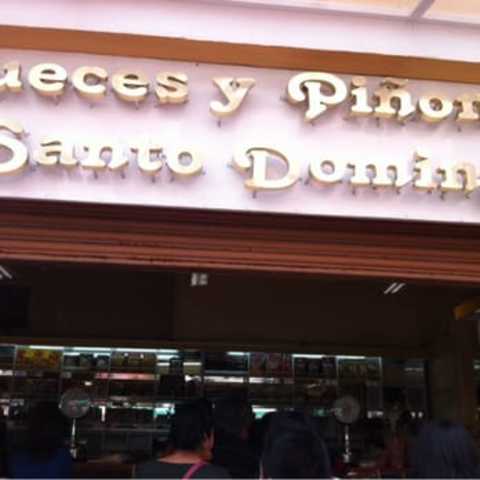 ueces y Piñon
Santo Domin